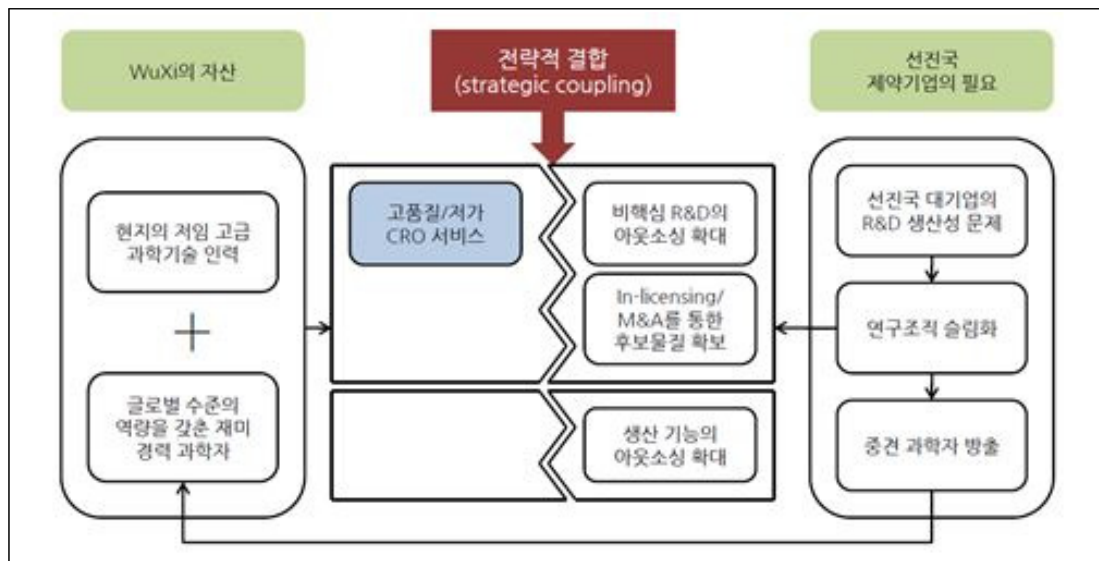 WuXi의 자산
전략적 결합
(strategic coupling)
선진국
제약기업의 필요
현지의 저임 고급
과학기술 인력
+
글로벌 수준의
역량을 갖춘 재미
경력 과학자
고품질/저가
CRO 서비스
비핵심 R&D의
아웃소싱 확대
In-licensing/
M&A를 통한
후보물질 확보
생산 기능의
아웃소싱 확대
선진국 대기업의
R&D 생산성 문제
연구조직 슬림화
중견 과학자 방출